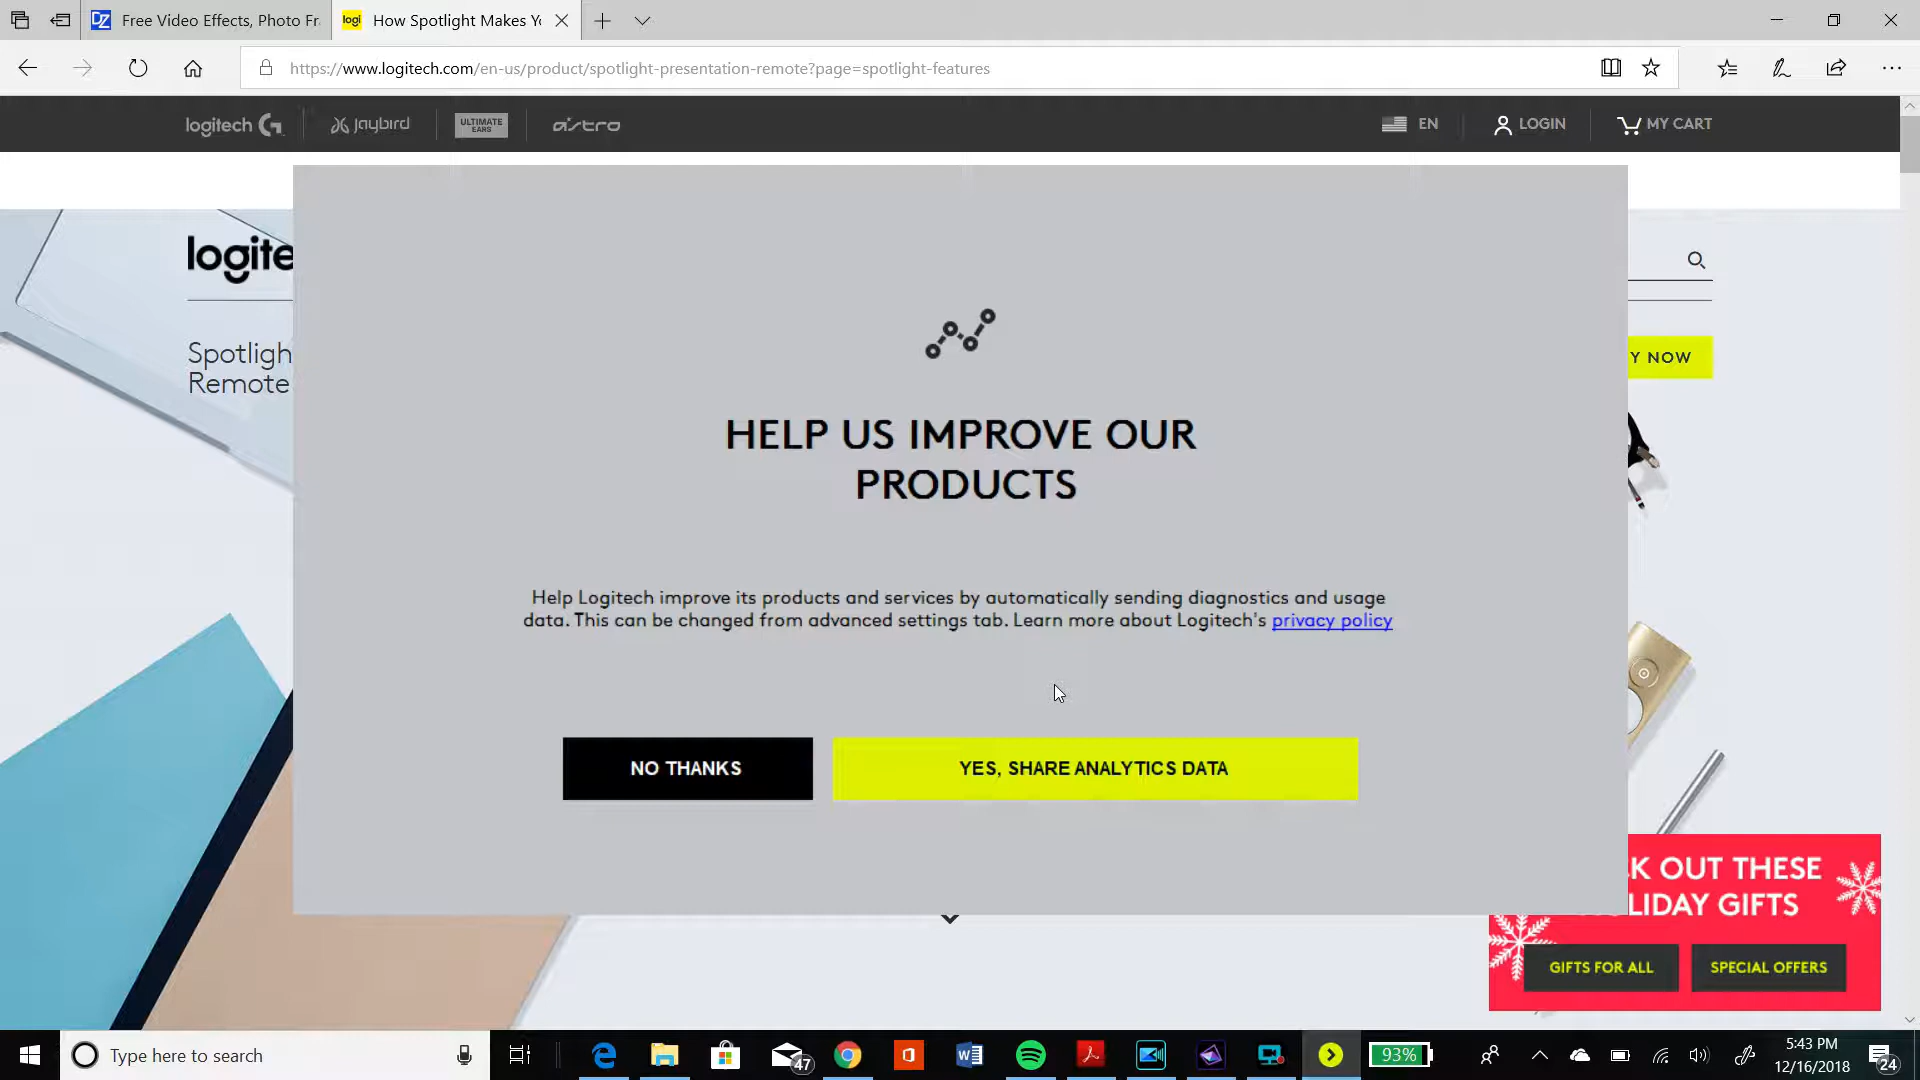 Free Video Effects, Photo Fr
logi How Spotlight Makes Yo
https://www.logitech.com/en-us/product/spotlight-presentation-remote?page=spotlight-features
logitech G
Jaybird
ULTIMATE
EARS
ASTRO
EN
LOGIN
MY CART
logite
Spotligh
Remote
Y NOW
HELP US IMPROVE OUR
PRODUCTS
Help Logitech improve its products and services by automatically sending diagnostics and usage
data. This can be changed from advanced settings tab. Learn more about Logitech's privacy policy
NO THANKS
YES, SHARE ANALYTICS DATA
CK OUT THESE
LIDAY GIFTS
GIFTS FOR ALL
SPECIAL OFFERS
Type here to search
47
93%
5:43 PM
12/16/2018
24